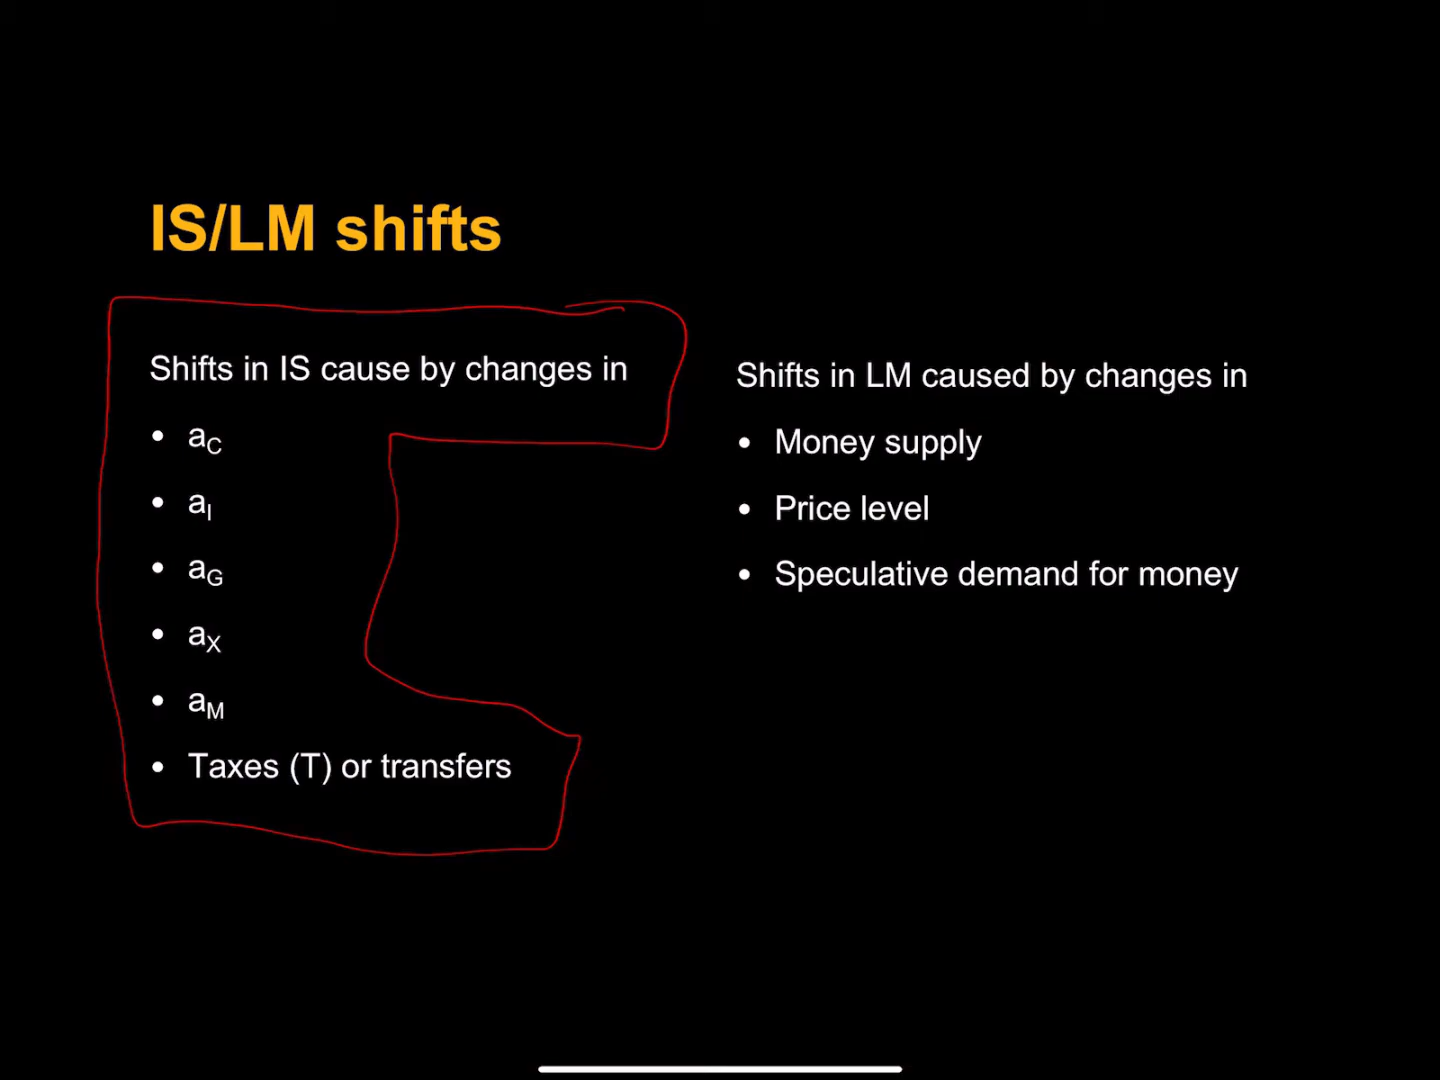 IS/LM shifts
Shifts in IS cause by changes in
• aC
• aI
• aG
• aX
• aM
• Taxes (T) or transfers
Shifts in LM caused by changes in
• Money supply
• Price level
• Speculative demand for money